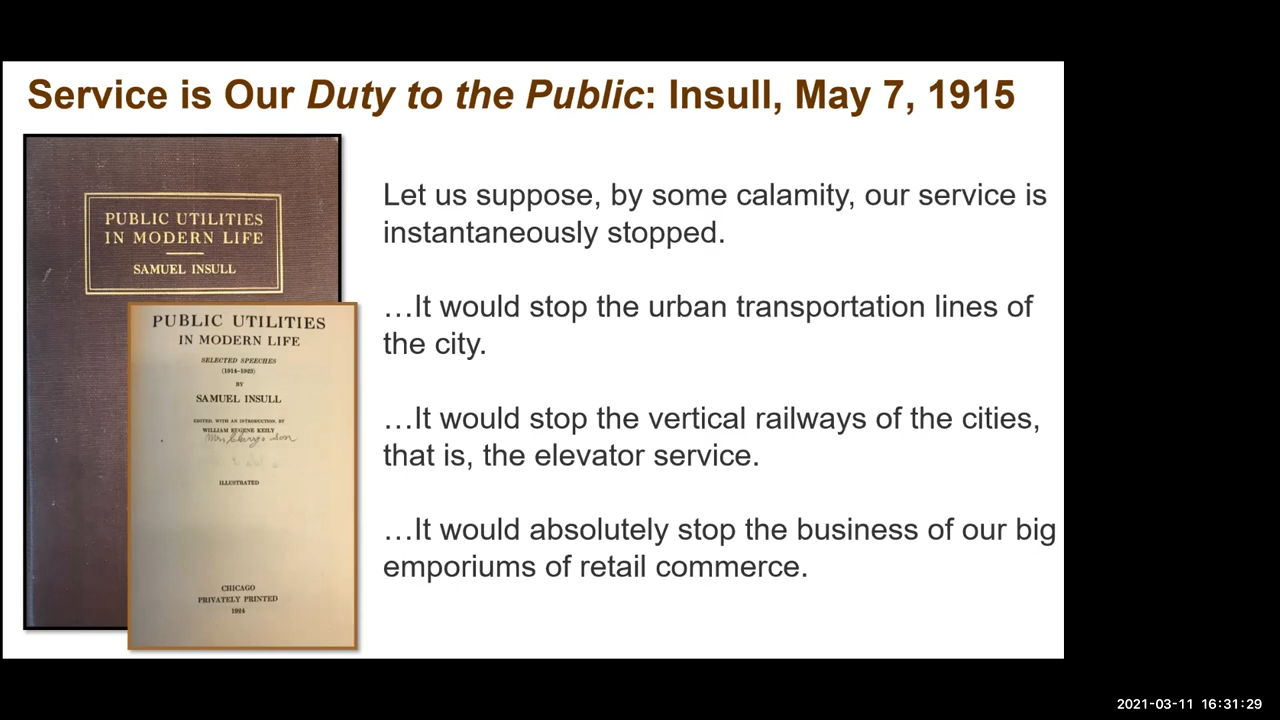 Service is Our Duty to the Public: Insull, May 7, 1915
PUBLIC UTILITIES
IN MODERN LIFE
SAMUEL INSULL
PUBLIC UTILITIES
IN MODERN LIFE
SELECTED SPEECHES
(1914-1923)
BY
SAMUEL INSULL
EDITED, WITH AN INTRODUCTION, BY
WILLIAM EUGENE KEILY
ILLUSTRATED
CHICAGO
PRIVATELY PRINTED
1924
Let us suppose, by some calamity, our service is
instantaneously stopped.
…It would stop the urban transportation lines of
the city.
…It would stop the vertical railways of the cities,
that is, the elevator service.
…It would absolutely stop the business of our big
emporiums of retail commerce.
2021-03-11 16:31:29